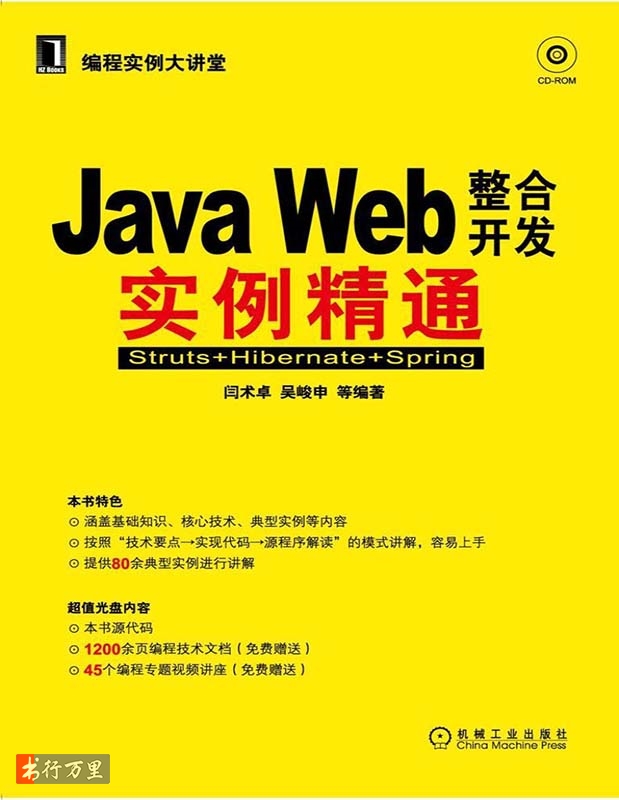 HZ Books
编程实例大讲堂
CD-ROM
Java Web 整合
开发
实例精通
Struts+Hibernate+Spring
闫术卓 吴峻申 等编著
本书特色
⊙ 涵盖基础知识、核心技术、典型实例等内容
⊙ 按照“技术要点→实现代码→源程序解读”的模式讲解，容易上手
⊙ 提供80余典型实例进行讲解
超值光盘内容
⊙ 本书源代码
⊙ 1200余页编程技术文档（免费赠送）
⊙ 45个编程专题视频讲座（免费赠送）
机械工业出版社
China Machine Press
书行万里